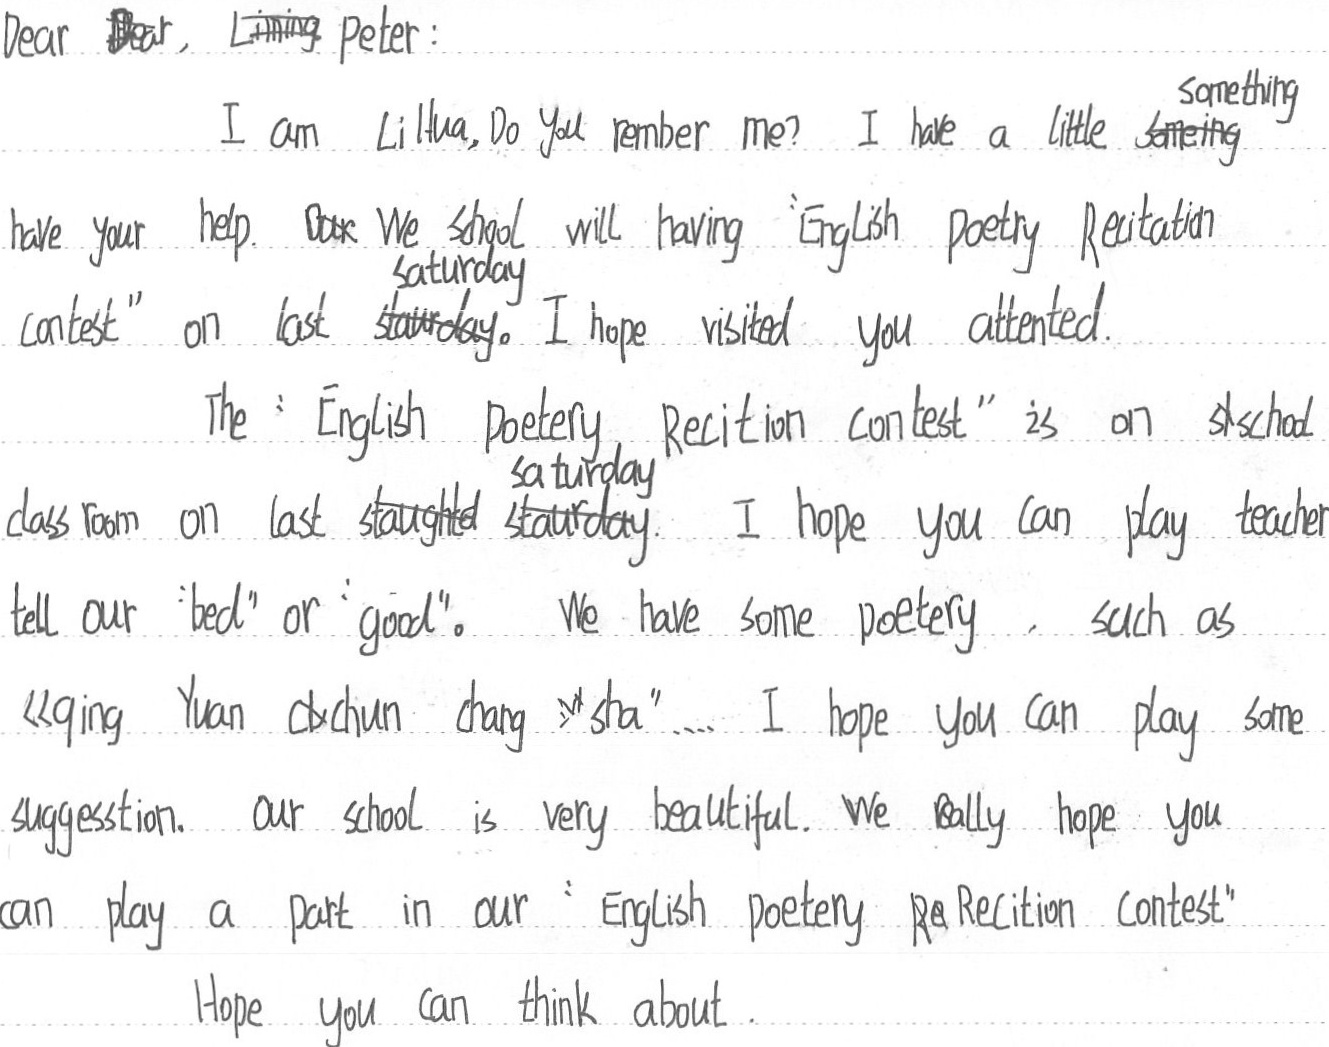 Dear Peter:
I am LiHua, Do you rember me? I have a little something
have your help. We school will having "English Poetry Recitation
contest" on last saturday. I hope visited you attented.
The "English Poetery Recition contest" is on school
class room on last saturday. I hope you can play teacher
tell our "bed" or "good". We have some poetery, such as
<<qing Yuan chun chang sha".... I hope you can play some
suggesstion. Our school is very beautiful. We really hope you
can play a part in our "English poetery Recition contest"
Hope you can think about.